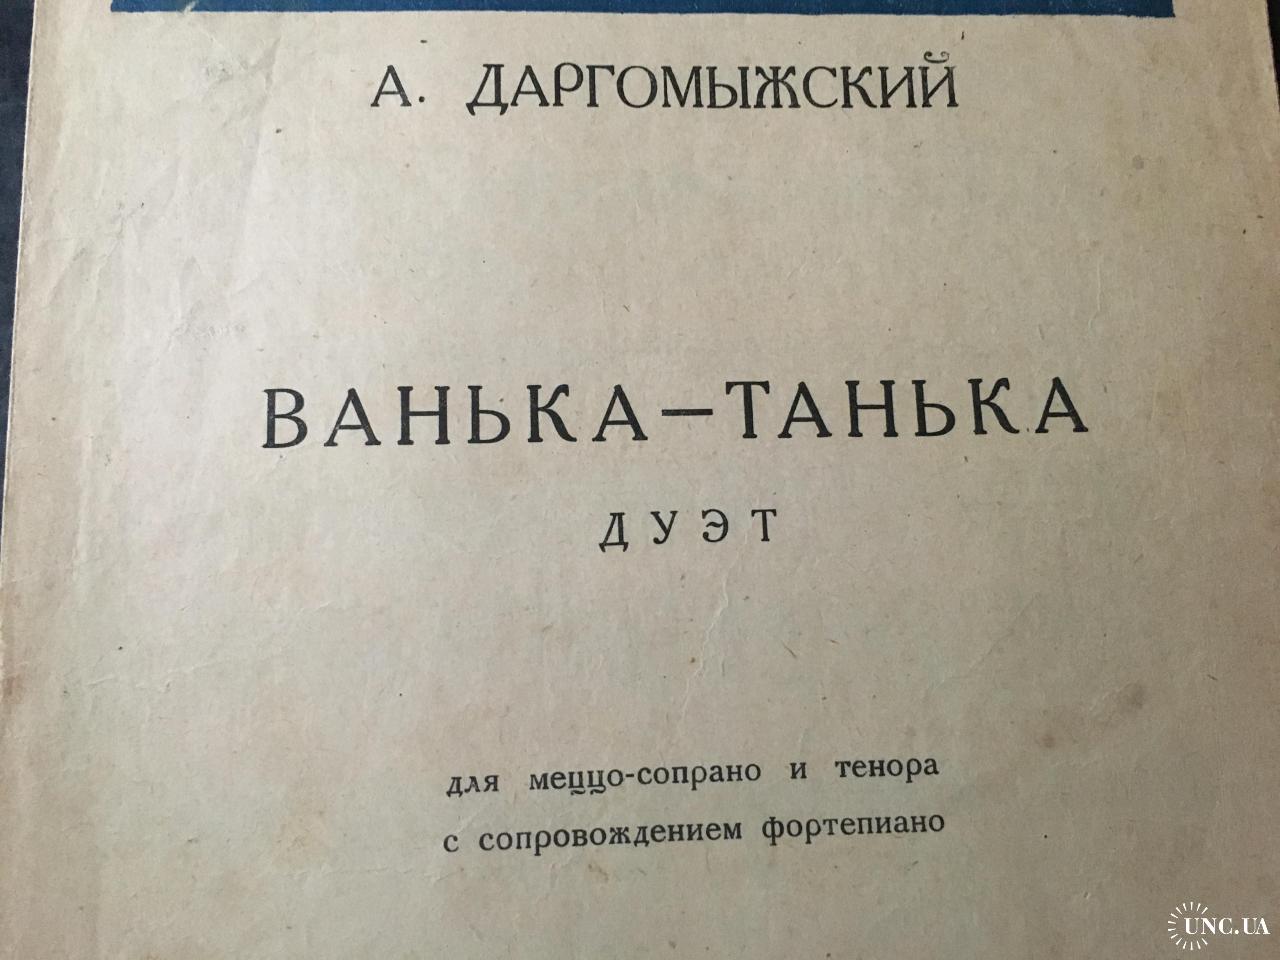 А. ДАРГОМЫЖСКИЙ
ВАНЬКА—ТАНЬКА
ДУЭТ
для меццо-сопрано и тенора
с сопровождением фортепиано
UNC.UA